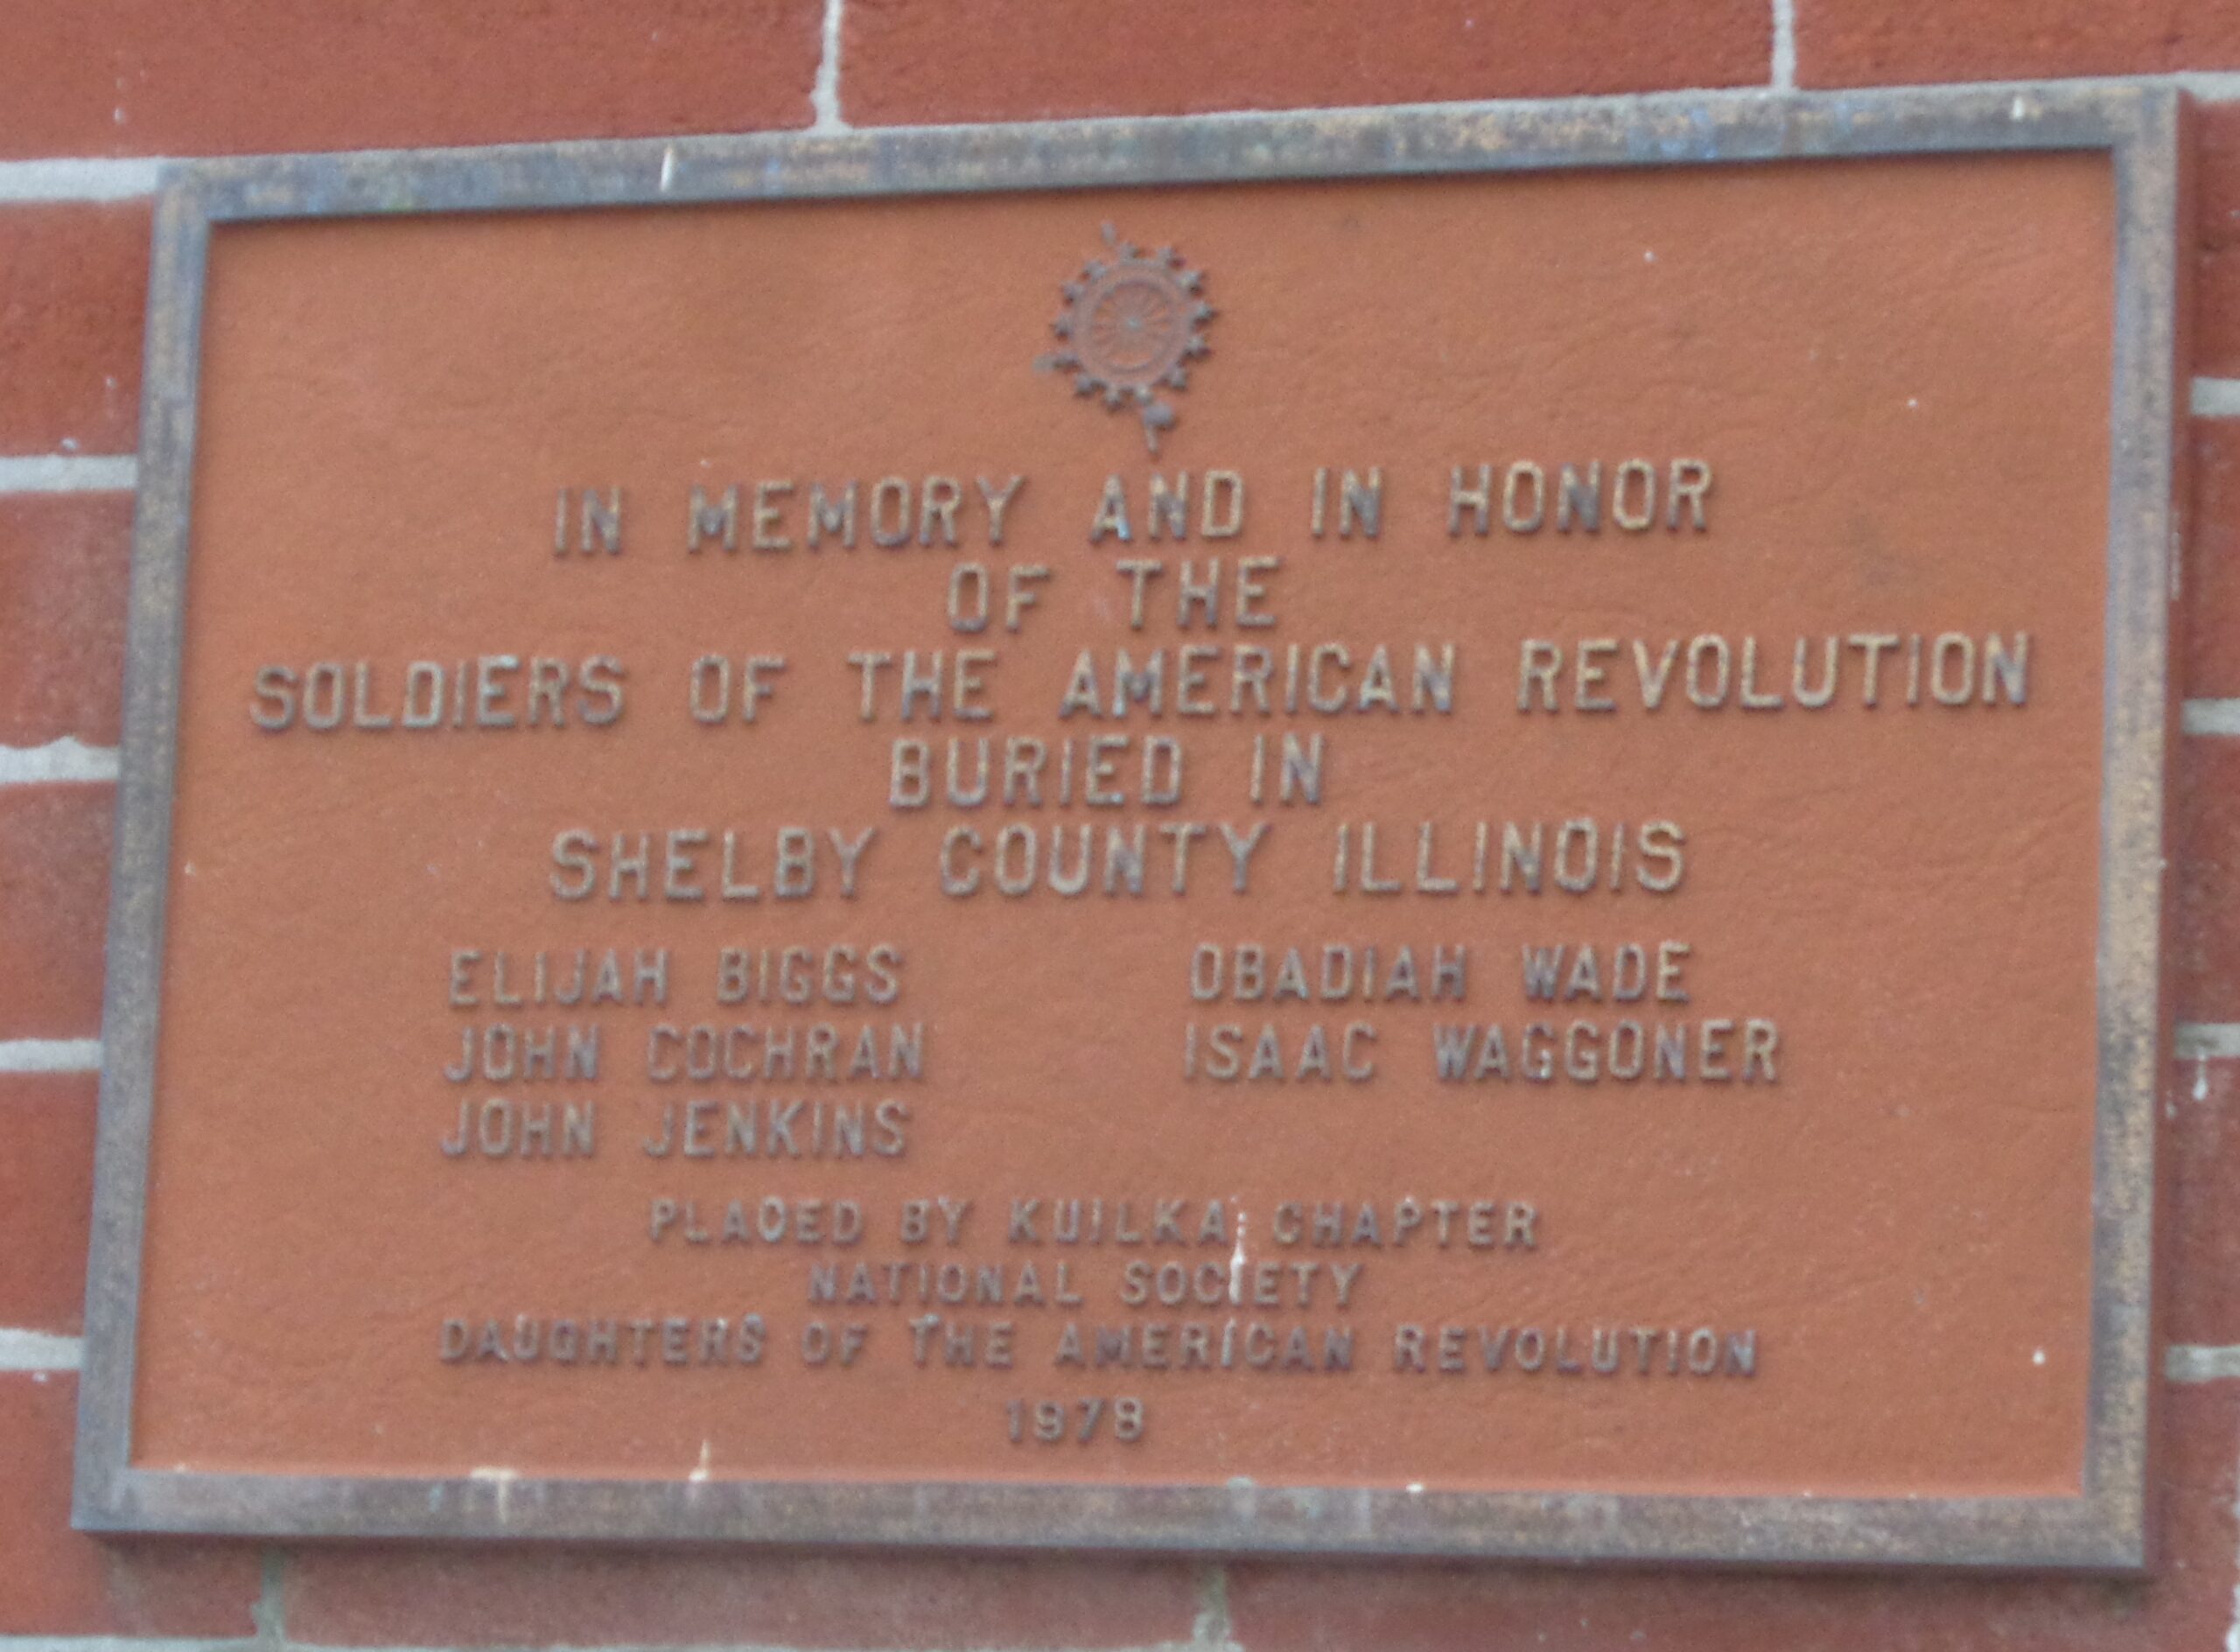 IN MEMORY AND IN HONOR
OF THE
SOLDIERS OF THE AMERICAN REVOLUTION
BURIED IN
SHELBY COUNTY ILLINOIS
ELIJAH BIGGS
JOHN COCHRAN
JOHN JENKINS
OBADIAH WADE
ISAAC WAGGONER
PLACED BY KUILKA CHAPTER
NATIONAL SOCIETY
DAUGHTERS OF THE AMERICAN REVOLUTION
1978